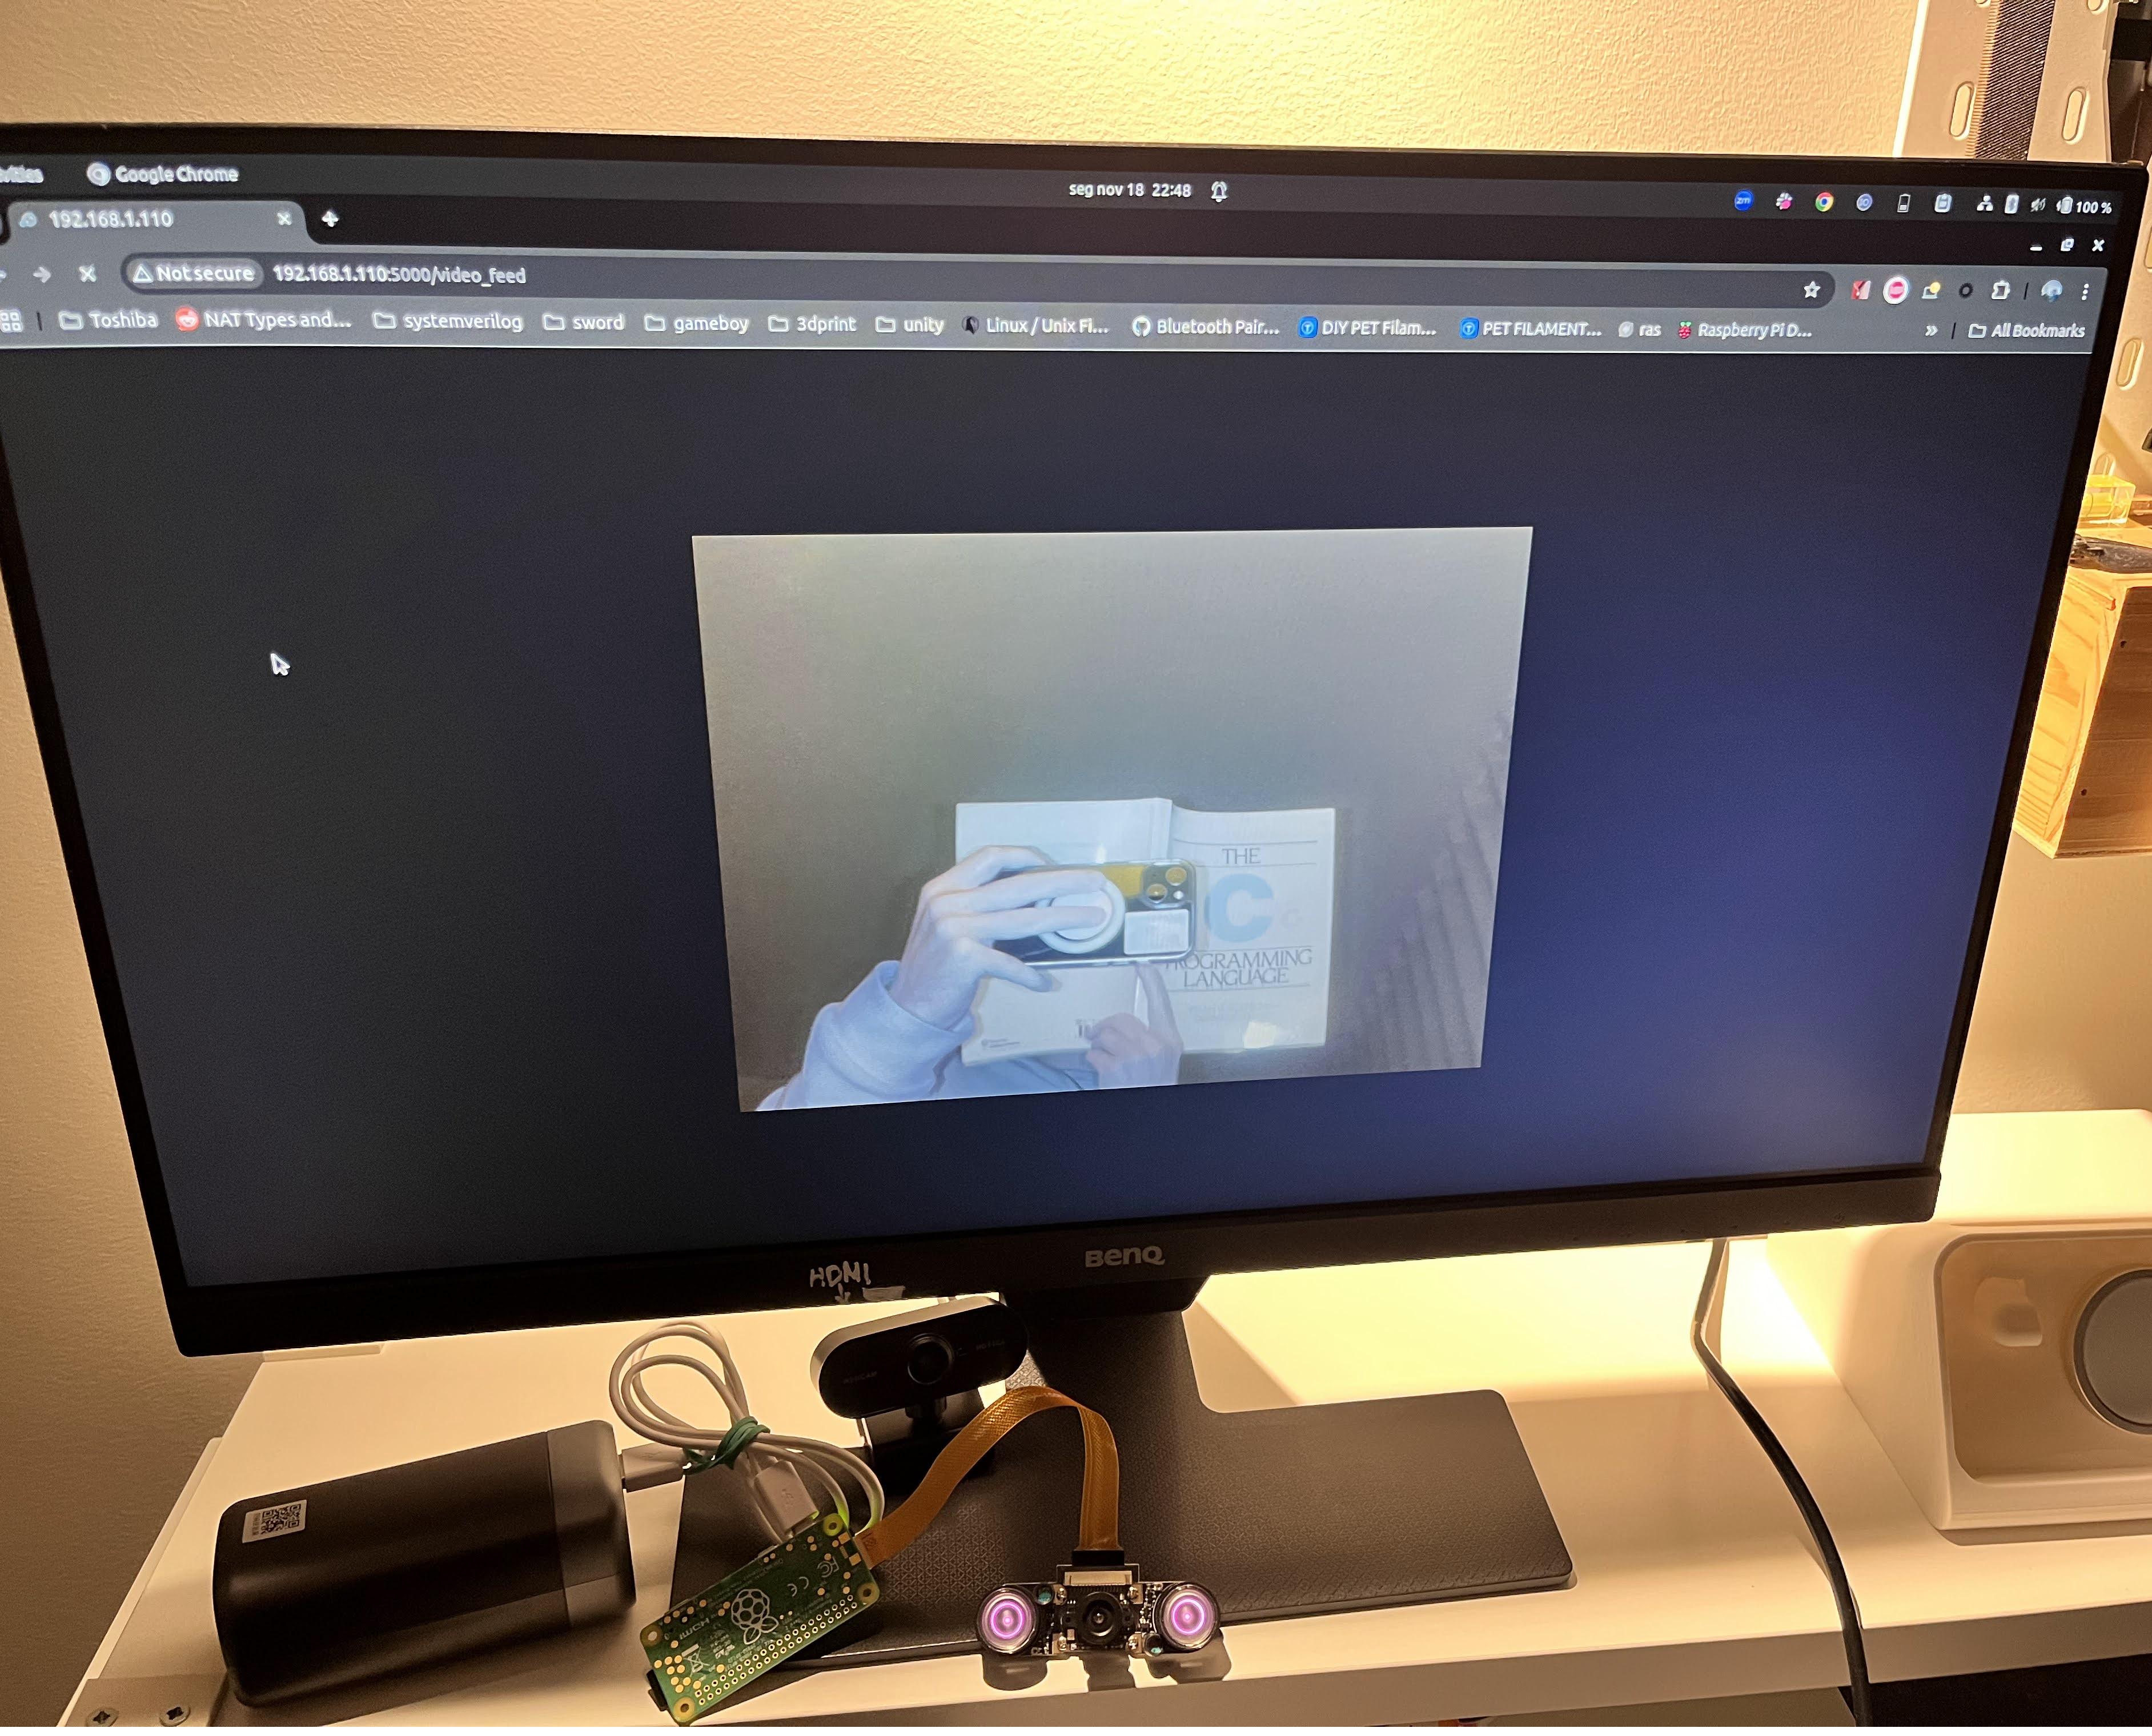 Google Chrome
seg nov 18 22:48
100 %
192.168.1.110
Not secure 192.168.1.110:5000/video_feed
Toshiba NAT Types and... systemverilog sword gameboy 3dprint unity Linux / Unix Fi... Bluetooth Pair... DIY PET Filam... PET FILAMENT... ras Raspberry Pi D... » All Bookmarks
THE
C
PROGRAMMING
LANGUAGE
BenQ
HDMI